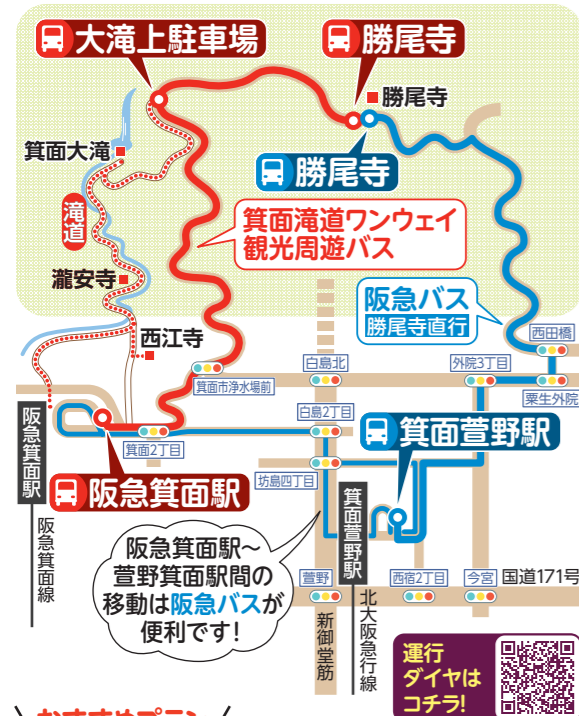 大滝上駐車場
勝尾寺
勝尾寺
箕面大滝
勝尾寺
滝道
箕面滝道ワンウェイ
観光周遊バス
瀧安寺
阪急バス
勝尾寺直行
西江寺
西田橋
白島北
外院3丁目
箕面市浄水場前
粟生外院
白島2丁目
阪急箕面駅
箕面萱野駅
箕面2丁目
坊島四丁目
阪急箕面駅
箕面萱野駅
阪急箕面線
阪急箕面駅~
萱野箕面駅間の
移動は阪急バスが
便利です!
萱野
西宿2丁目
今宮
国道171号
新御堂筋
北大阪急行線
運行
ダイヤは
コチラ!
おすすめプラン